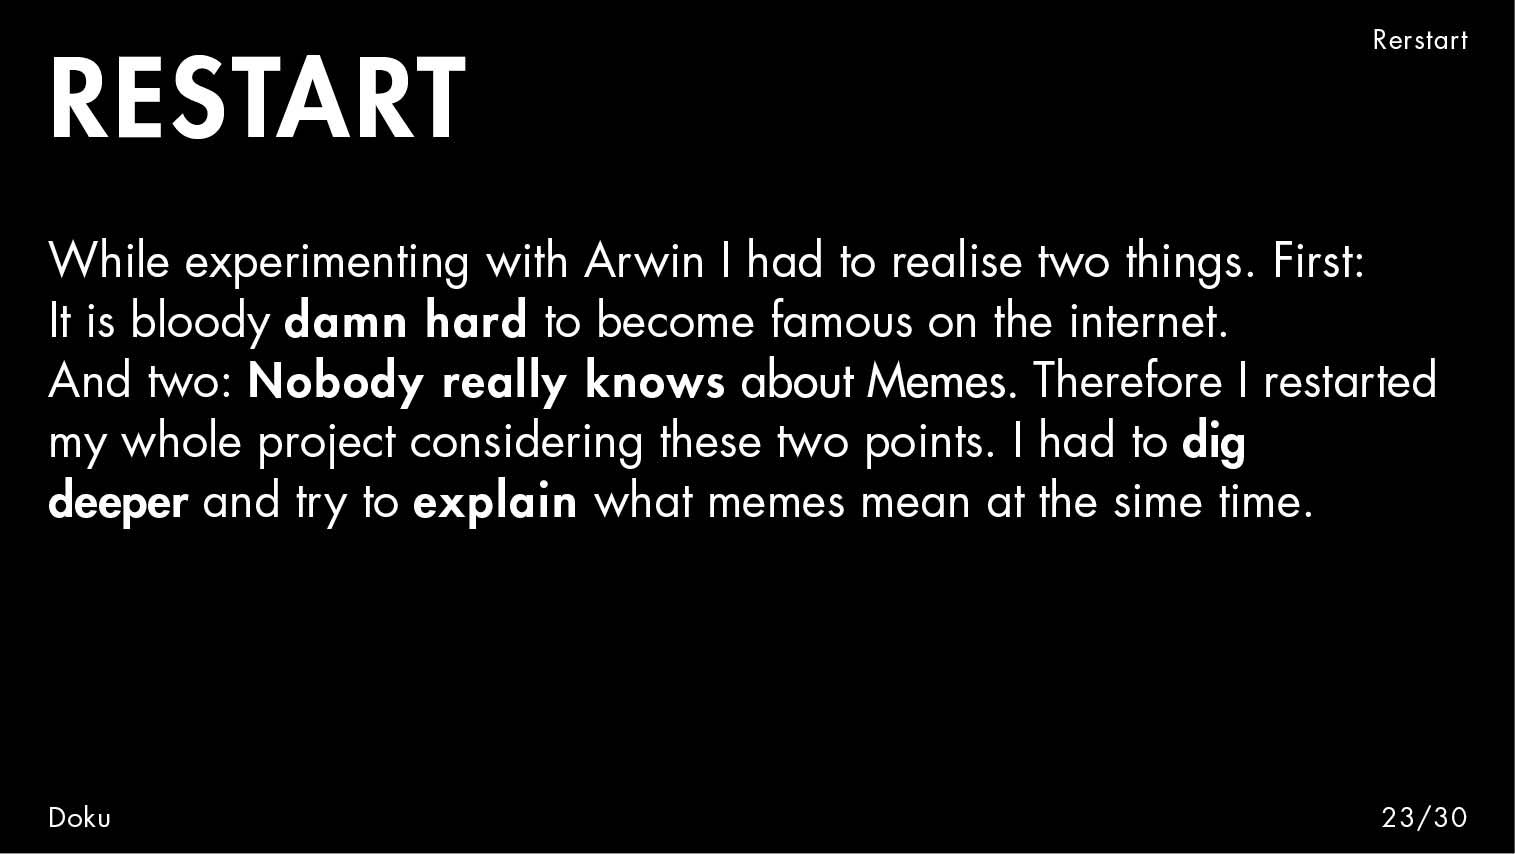 Rerstart
RESTART
While experimenting with Arwin I had to realise two things. First:
It is bloody damn hard to become famous on the internet.
And two: Nobody really knows about Memes. Therefore I restarted
my whole project considering these two points. I had to dig
deeper and try to explain what memes mean at the sime time.
Doku
23/30